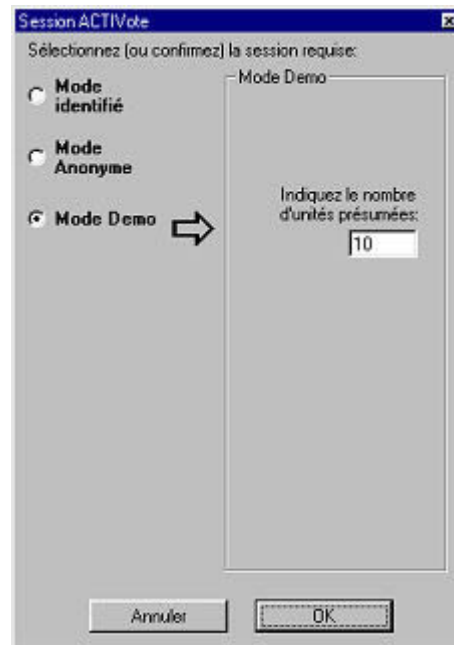 Session ACTIVote
Sélectionnez (ou confirmez) la session requise:
Mode
identifié
Mode
Anonyme
Mode Demo
Mode Demo
Indiquez le nombre
d'unités présumées:
10
Annuler
OK